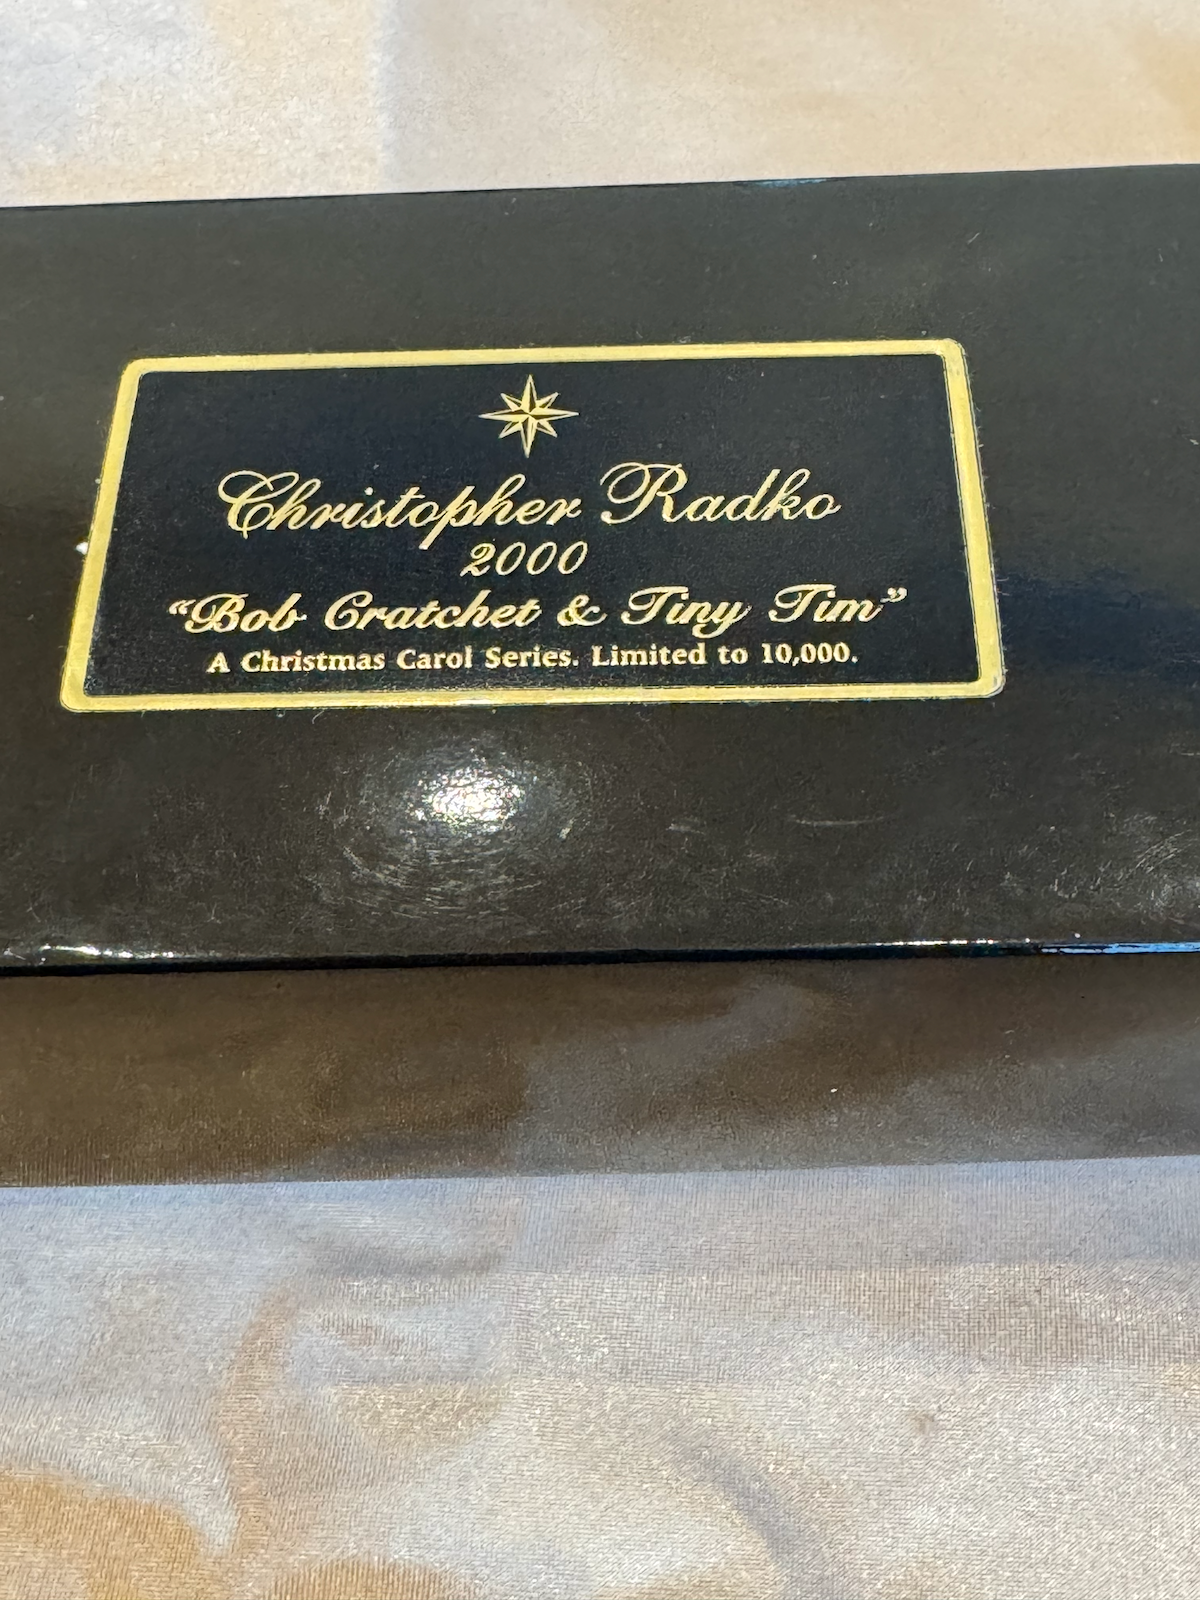 Christopher Radko
2000
“Bob Cratchet & Tiny Tim”
A Christmas Carol Series. Limited to 10,000.